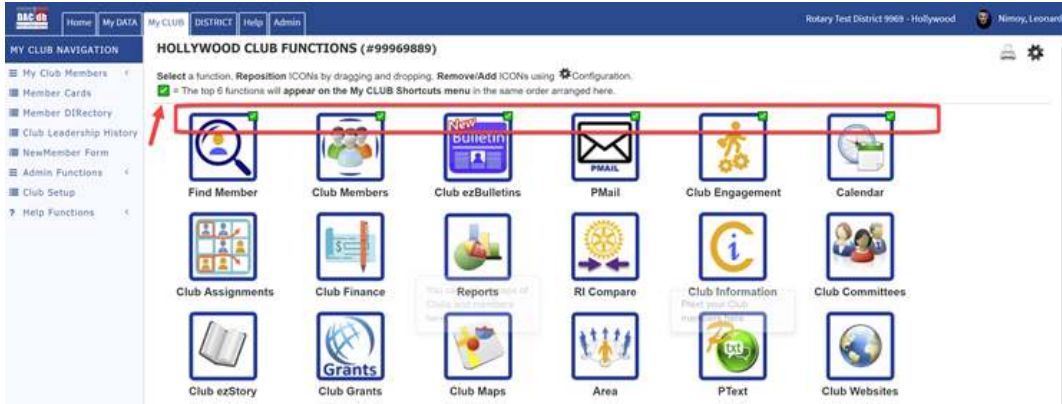 DAC db
Home
My DATA
My CLUB
DISTRICT
Help
Admin
Rotary Test District 9969 - Hollywood
Nimoy, Leonard
MY CLUB NAVIGATION
My Club Members
Member Cards
Member DIRectory
Club Leadership History
NewMember Form
Admin Functions
Club Setup
Help Functions
HOLLYWOOD CLUB FUNCTIONS (#99969889)
Select a function. Reposition ICONs by dragging and dropping. Remove/Add ICONs using Configuration.
= The top 6 functions will appear on the My CLUB Shortcuts menu in the same order arranged here.
New
Bulletin
PMAIL
Find Member
Club Members
Club ezBulletins
PMail
Club Engagement
Calendar
$
i
Club Assignments
Club Finance
Reports
RI Compare
Club Information
Club Committees
members here
Grants
P
txt
Club ezStory
Club Grants
Club Maps
Area
PText
Club Websites